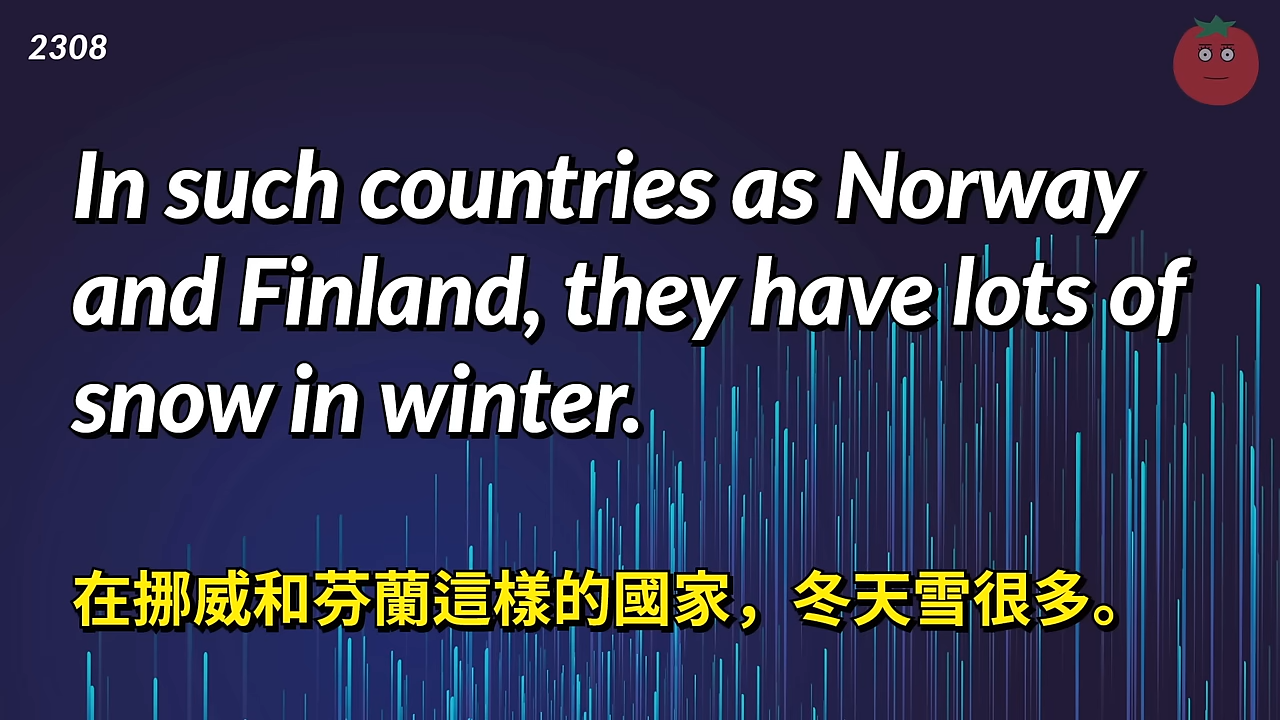 2308
In such countries as Norway
and Finland, they have lots of
snow in winter.
在挪威和芬蘭這樣的國家，冬天雪很多。